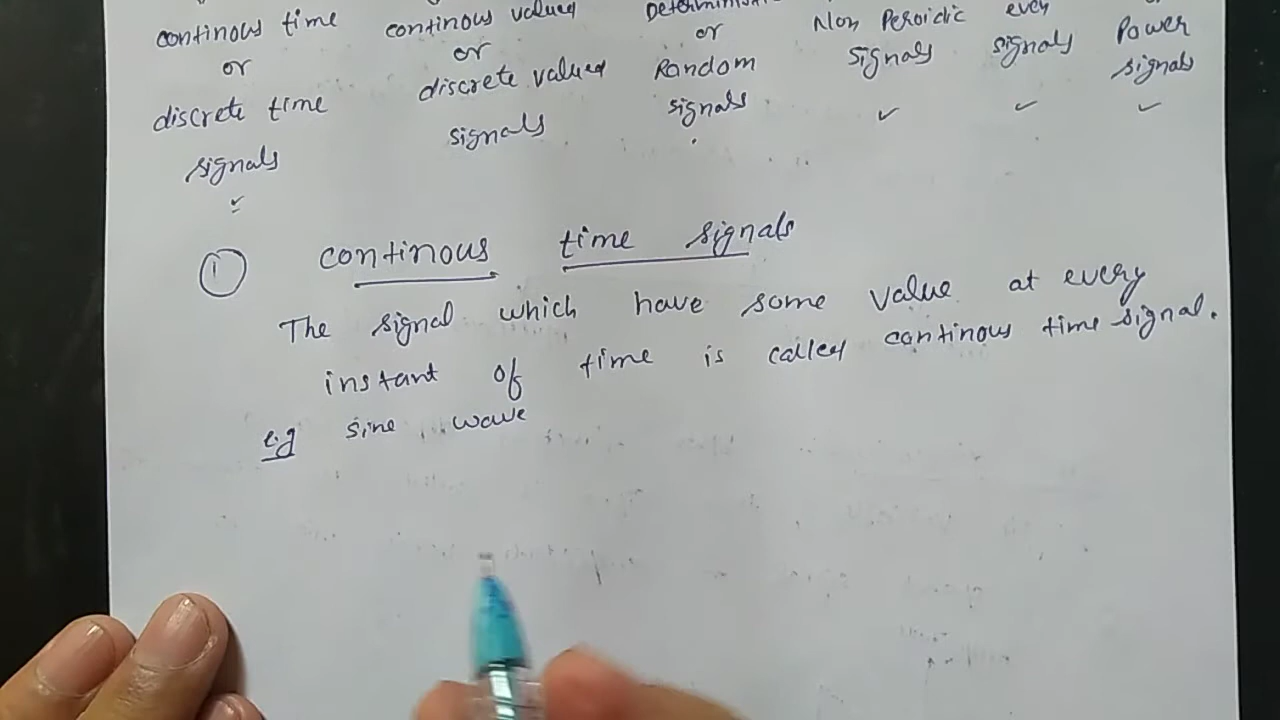 continous time
or
discrete time
signals
continous valued
or
discrete valued
signals
or
Random
signals
Non Peroidic
signals
even
signals
Power
signals
1 continous time signals
The signal which have some value at every
instant of time is called continous time signal.
e.g sine wave